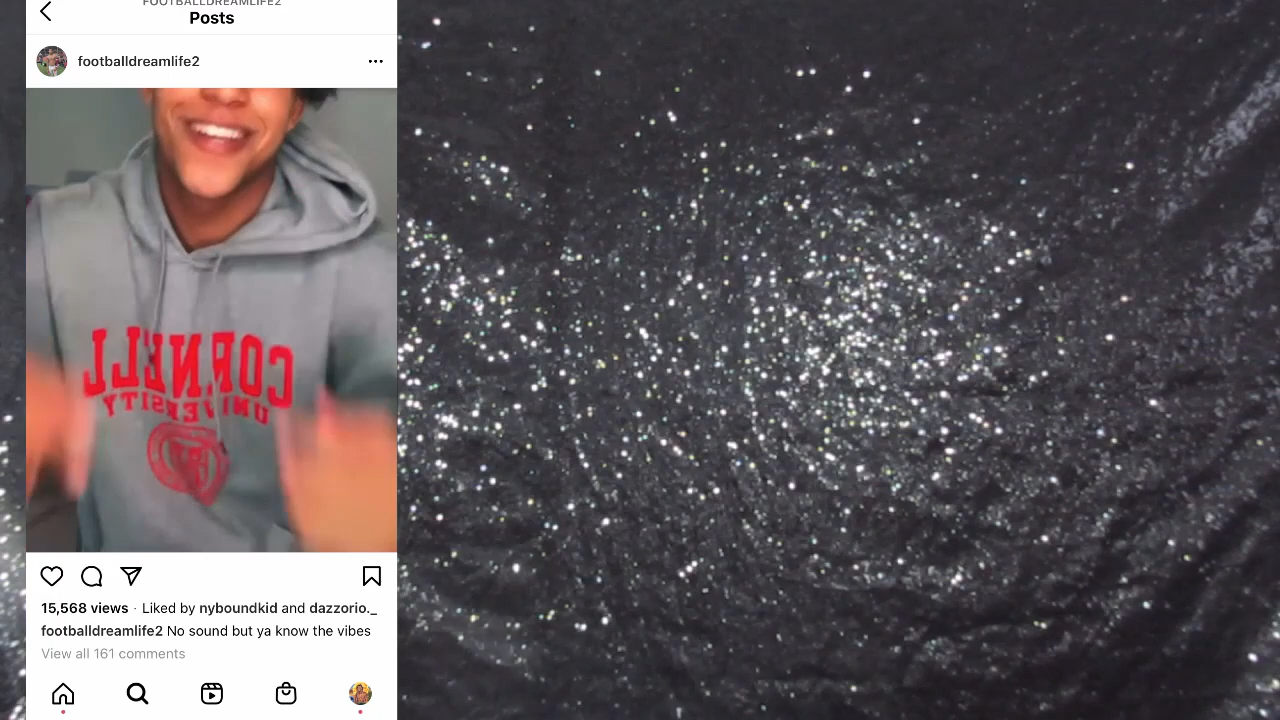 FOOTBALLDREAMLIFE2
Posts
footballdreamlife2
CORNELL
UNIVERSITY
15,568 views · Liked by nyboundkid and dazzorio._
footballdreamlife2 No sound but ya know the vibes
View all 161 comments